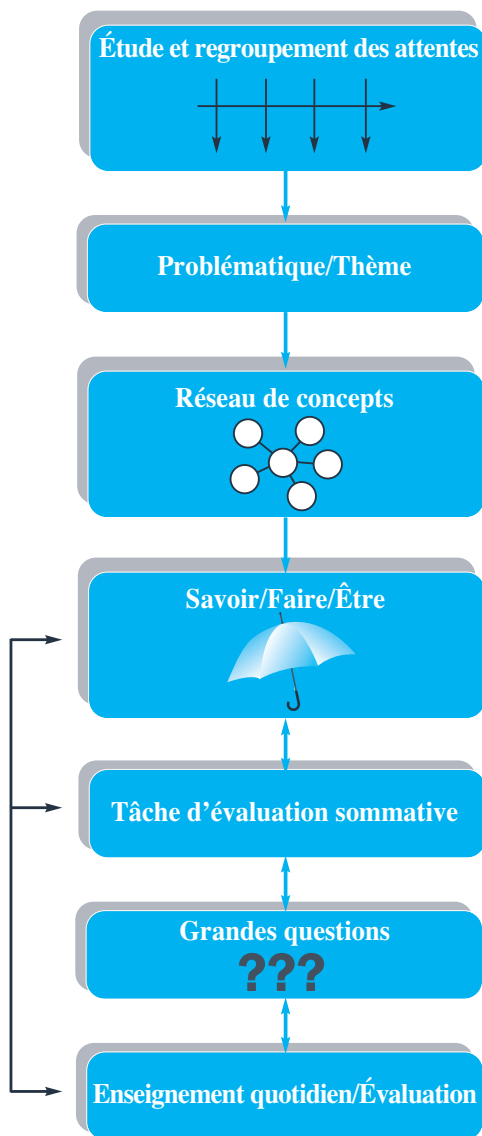 Étude et regroupement des attentes
Problématique/Thème
Réseau de concepts
Savoir/Faire/Être
Tâche d’évaluation sommative
Grandes questions
???
Enseignement quotidien/Évaluation